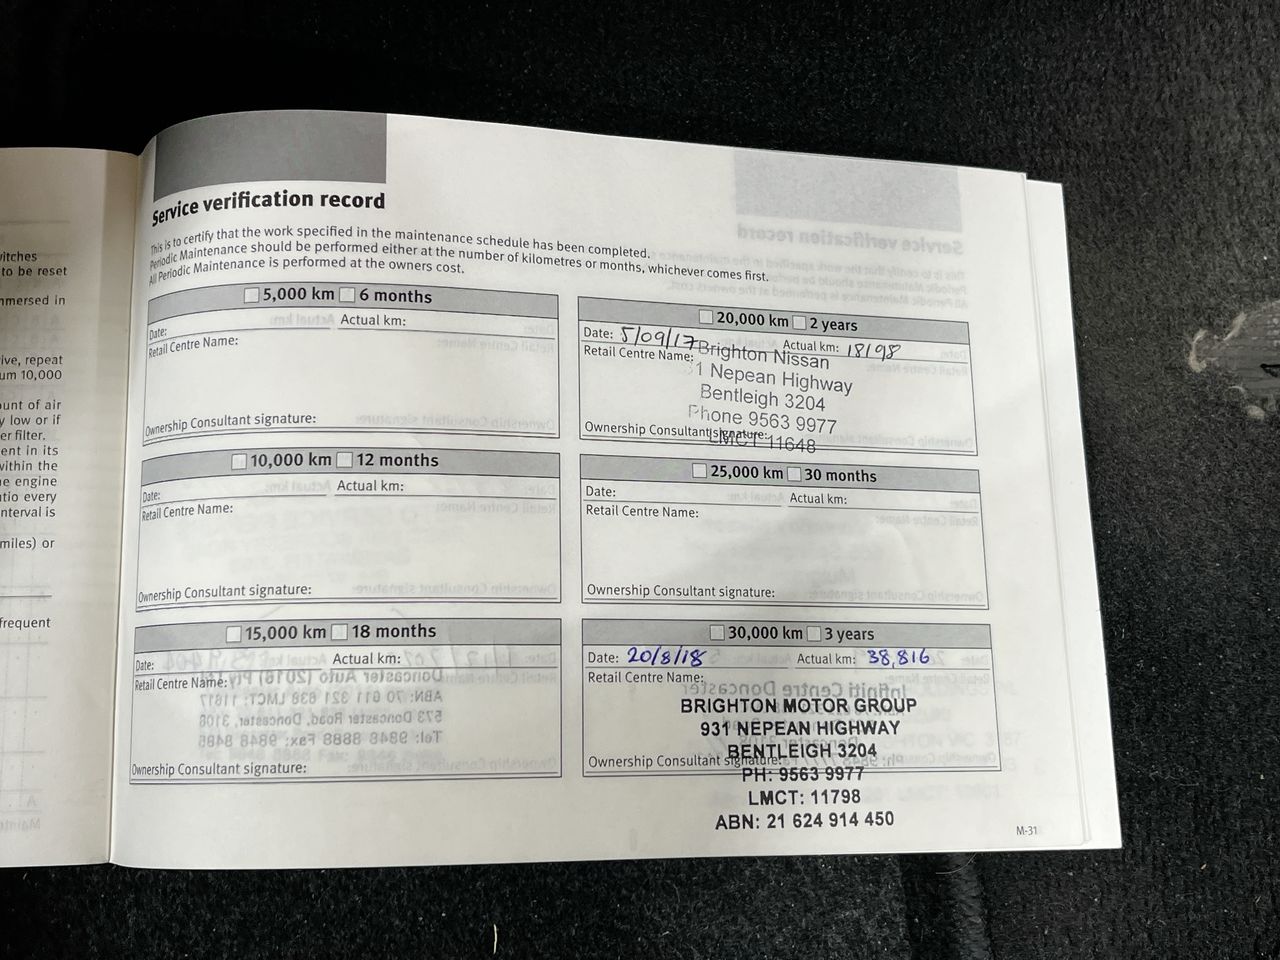 vitches
to be reset
mmersed in
ive, repeat
um 10,000
ount of air
y low or if
er filter.
ent in its
within the
ne engine
atio every
nterval is
miles) or
frequent
Service verification record
This is to certify that the work specified in the maintenance schedule has been completed.
Periodic Maintenance should be performed either at the number of kilometres or months, whichever comes first.
All Periodic Maintenance is performed at the owners cost.
5,000 km 6 months
Date: Actual km:
Retail Centre Name:
Ownership Consultant signature:
10,000 km 12 months
Date: Actual km:
Retail Centre Name:
Ownership Consultant signature:
15,000 km 18 months
Date: Actual km:
Retail Centre Name:
Ownership Consultant signature:
20,000 km 2 years
Date: 5/09/17 Actual km: 18198
Retail Centre Name: Brighton Nissan
1 Nepean Highway
Bentleigh 3204
Phone 9563 9977
Ownership Consultant signature:
LMCT 11648
25,000 km 30 months
Date: Actual km:
Retail Centre Name:
Ownership Consultant signature:
30,000 km 3 years
Date: 20/8/18 Actual km: 38,816
Retail Centre Name:
BRIGHTON MOTOR GROUP
931 NEPEAN HIGHWAY
BENTLEIGH 3204
Ownership Consultant signature:
PH: 9563 9977
LMCT: 11798
ABN: 21 624 914 450
M-31